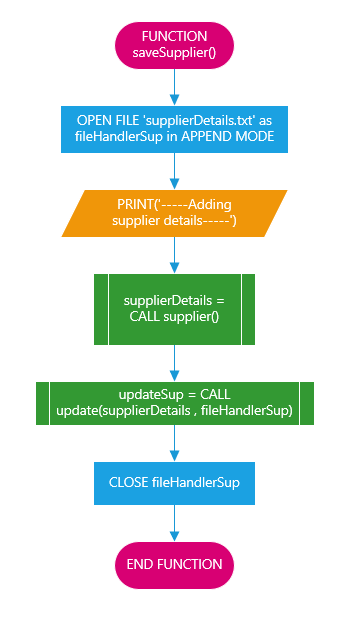 FUNCTION
saveSupplier()
OPEN FILE 'supplierDetails.txt' as
fileHandlerSup in APPEND MODE
PRINT('-----Adding
supplier details-----')
supplierDetails =
CALL supplier()
updateSup = CALL
update(supplierDetails , fileHandlerSup)
CLOSE fileHandlerSup
END FUNCTION